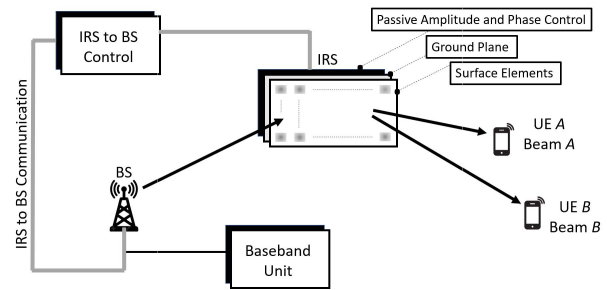 Passive Amplitude and Phase Control
IRS to BS
Control
IRS
Ground Plane
Surface Elements
IRS to BS Communication
UE A
Beam A
BS
UE B
Beam B
Baseband
Unit